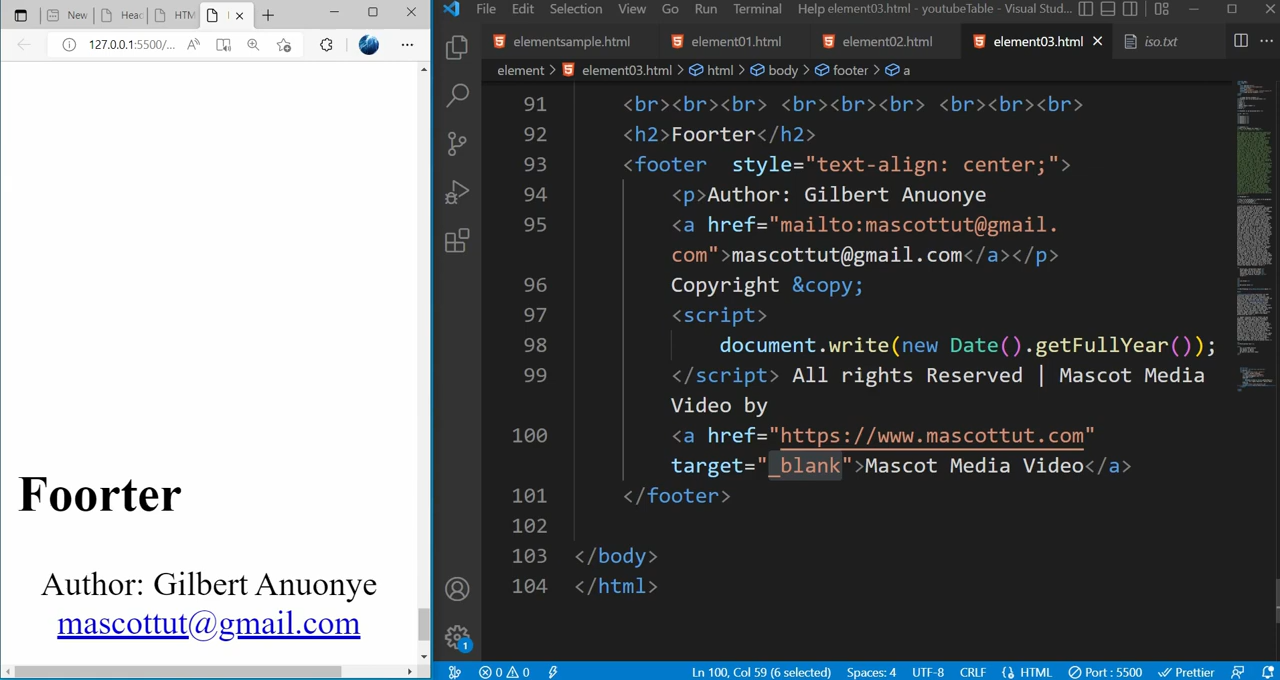 New
Head
HTM
127.0.0.1:5500/...
Foorter
Author: Gilbert Anuonye
mascottut@gmail.com
File Edit Selection View Go Run Terminal Help
element03.html - youtubeTable - Visual Stud...
elementsample.html
element01.html
element02.html
element03.html
iso.txt
element > element03.html > html > body > footer > a
91 <br><br><br> <br><br><br> <br><br><br>
92 <h2>Foorter</h2>
93 <footer  style="text-align: center;">
94 <p>Author: Gilbert Anuonye
95 <a href="mailto:mascottut@gmail.
com">mascottut@gmail.com</a></p>
96 Copyright &copy;
97 <script>
98 document.write(new Date().getFullYear());
99 </script> All rights Reserved | Mascot Media
Video by
100 <a href="https://www.mascottut.com"
target="_blank">Mascot Media Video</a>
101 </footer>
102
103 </body>
104 </html>
1
0 0
Ln 100, Col 59 (6 selected)
Spaces: 4
UTF-8
CRLF
HTML
Port : 5500
Prettier